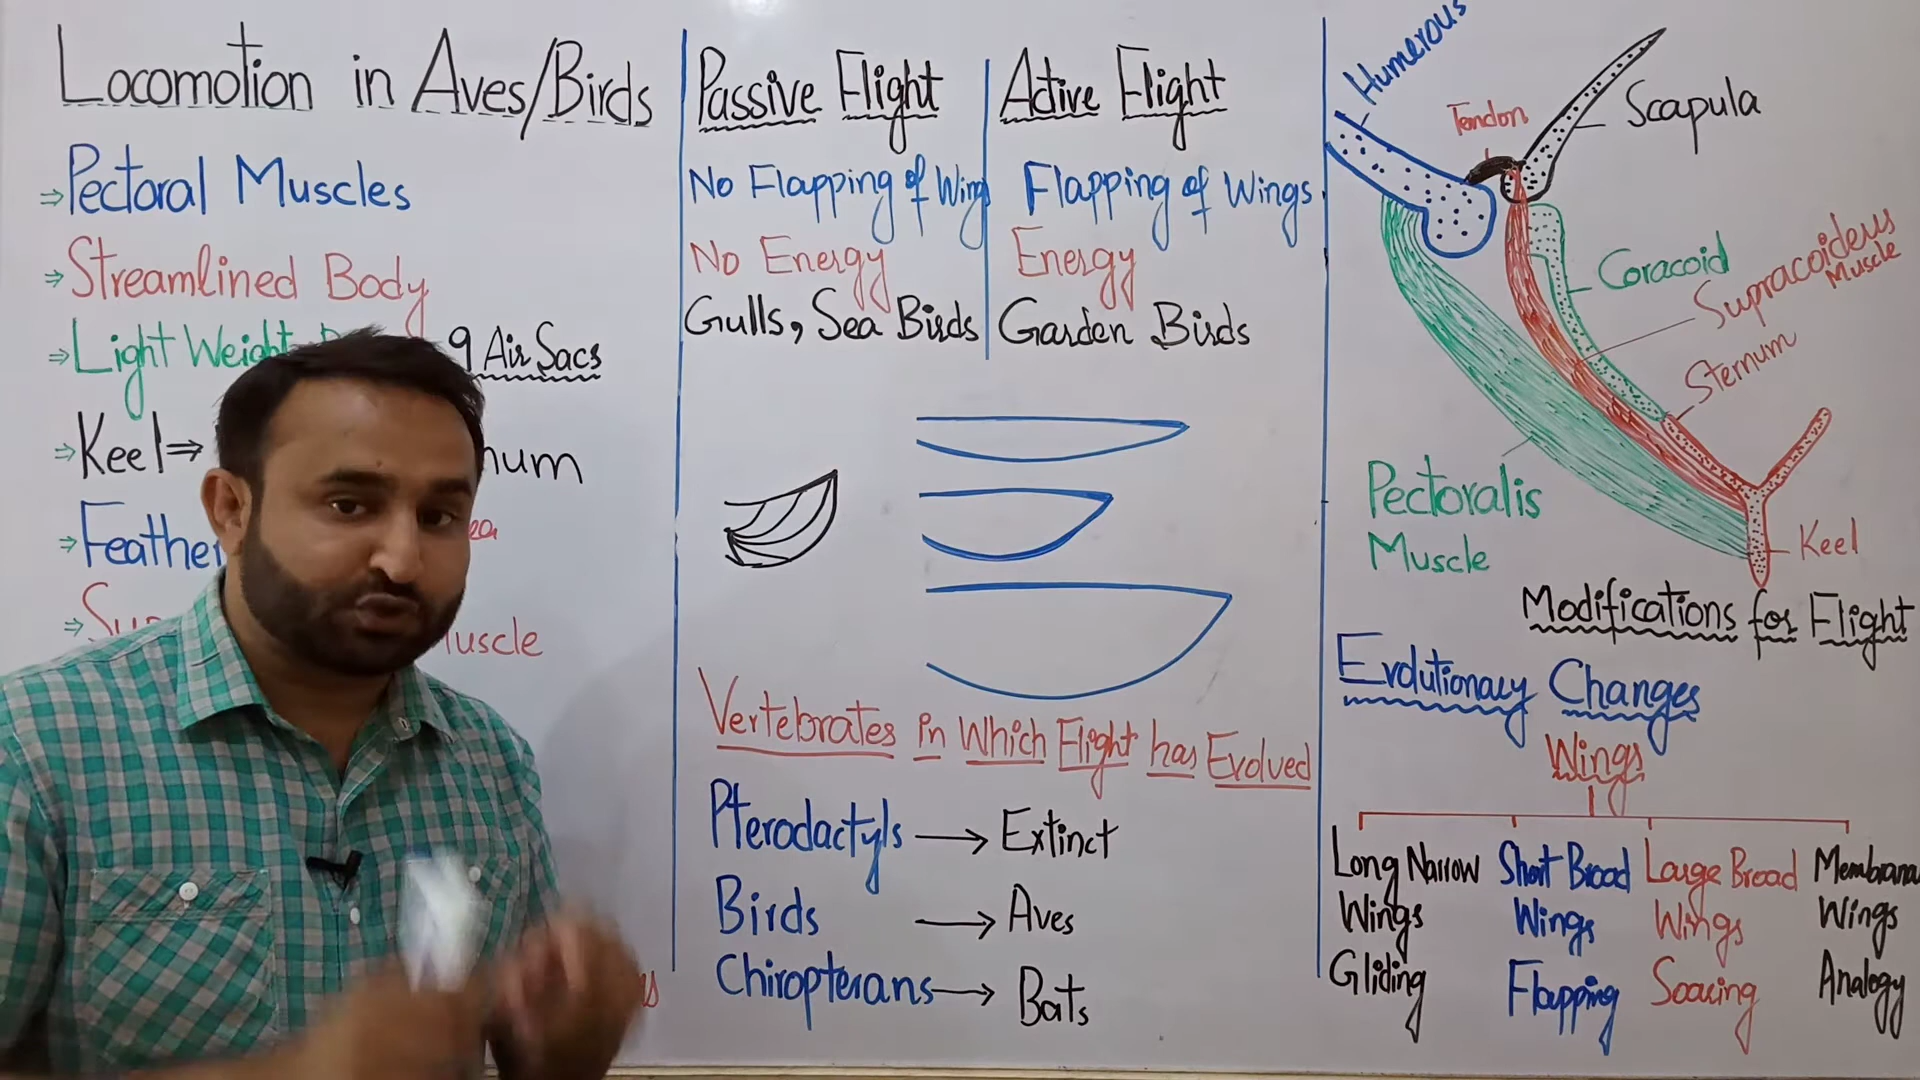 Locomotion in Aves/Birds
⇒ Pectoral Muscles
⇒ Streamlined Body
⇒ Light Weight 9 Air Sacs
⇒ Keel ⇒
⇒ Feather
⇒
Passive Flight
No Flapping of Wing
No Energy
Gulls, Sea Birds
Active Flight
Flapping of Wings
Energy
Garden Birds
Vertebrates in Which Flight has Evolved
Pterodactyls → Extinct
Birds → Aves
Chiropterans → Bats
Humerous
Tendon
Scapula
Coracoid
Supracoiderus
Muscle
Sternum
Pectoralis
Muscle
Keel
Modifications for Flight
Evolutionary Changes
Wings
Long Narrow
Wings
Gliding
Short Broad
Wings
Flapping
Large Broad
Wings
Soaring
Membrana
Wings
Analogy